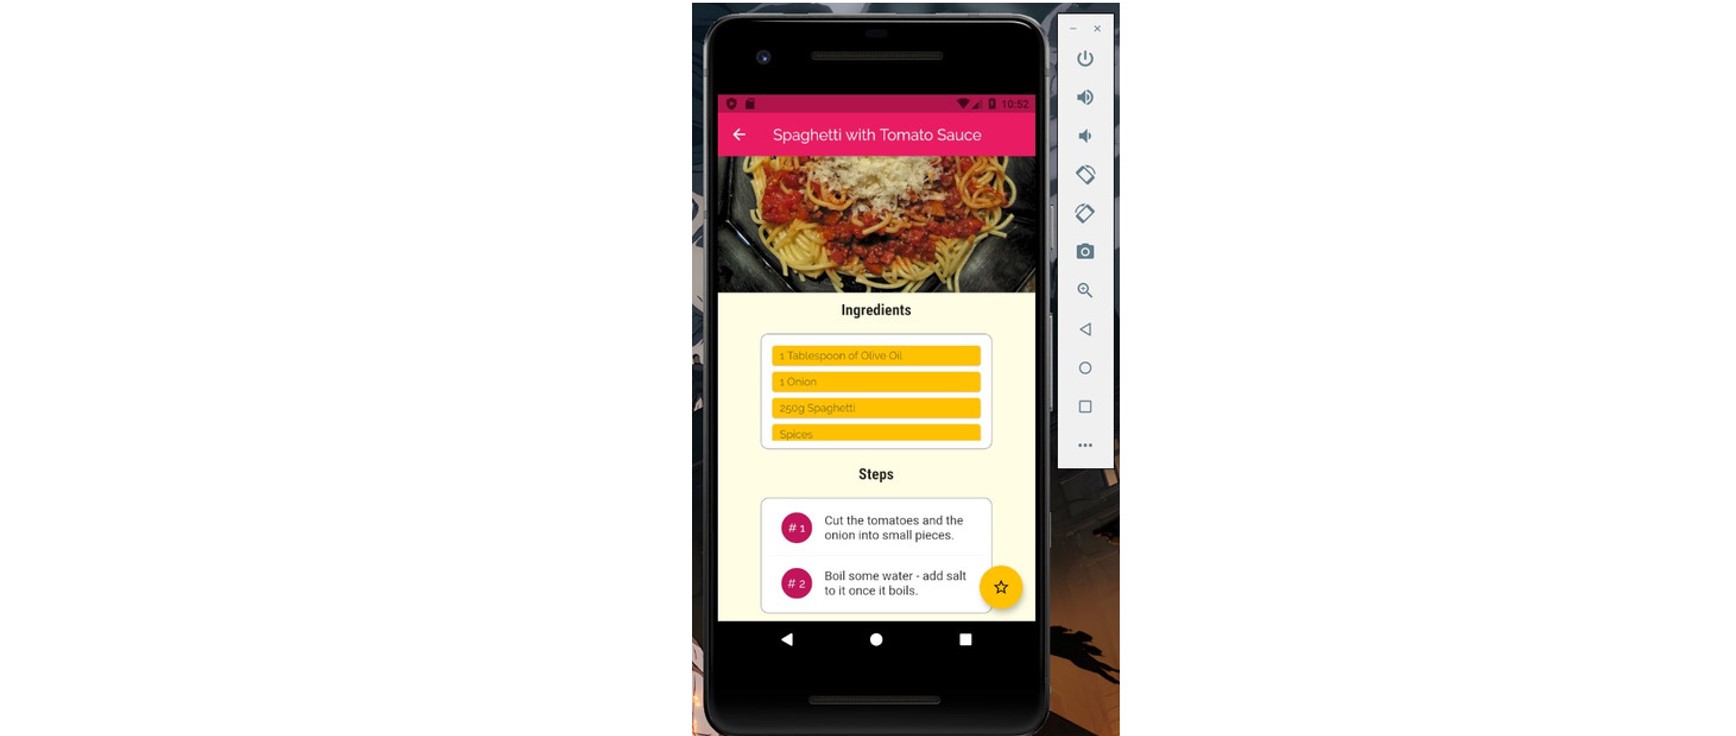 10:52
Spaghetti with Tomato Sauce
Ingredients
1 Tablespoon of Olive Oil
1 Onion
250g Spaghetti
Spices
Steps
# 1
Cut the tomatoes and the
onion into small pieces.
# 2
Boil some water - add salt
to it once it boils.